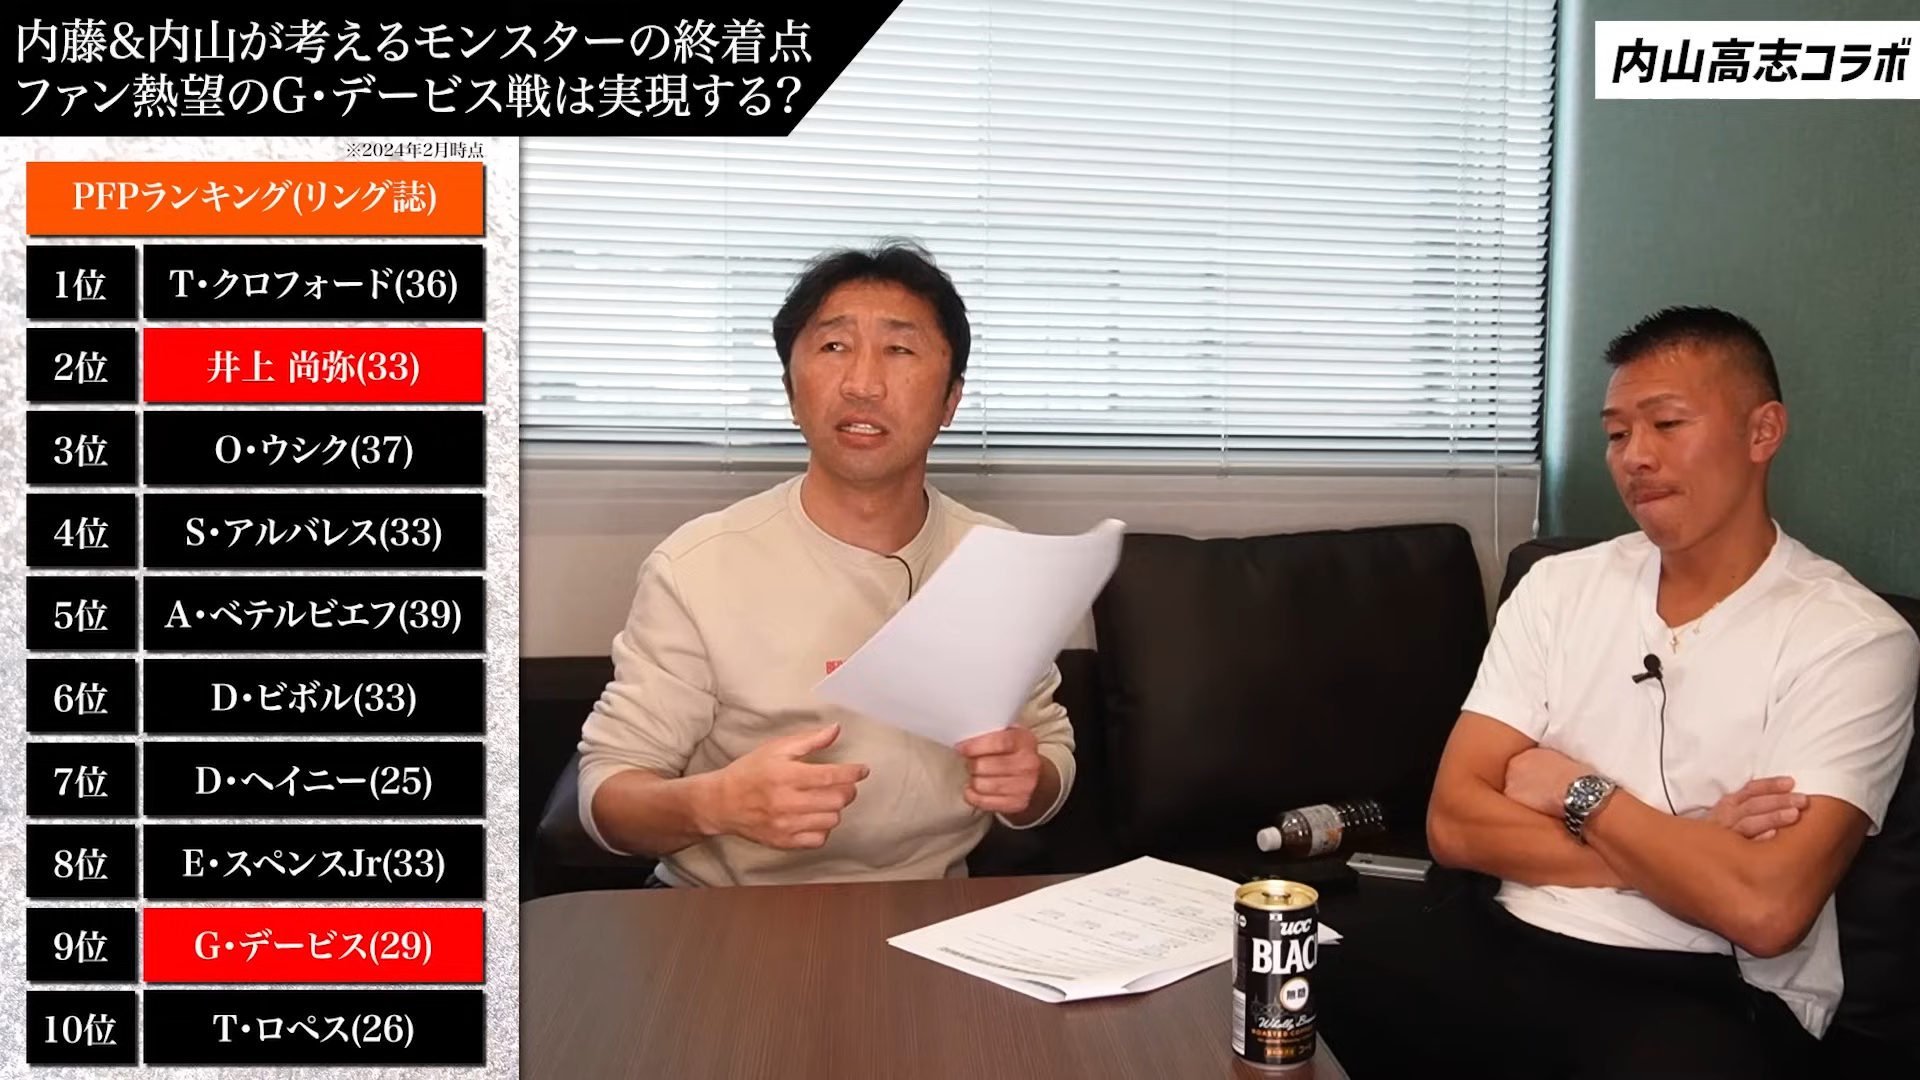 内藤&内山が考えるモンスターの終着点
ファン熱望のG・デービス戦は実現する?
内山高志コラボ
※2024年2月時点
PFPランキング(リング誌)
1位 T・クロフォード(36)
2位 井上 尚弥(33)
3位 O・ウシク(37)
4位 S・アルバレス(33)
5位 A・ベテルビエフ(39)
6位 D・ビボル(33)
7位 D・ヘイニー(25)
8位 E・スペンスJr(33)
9位 G・デービス(29)
10位 T・ロペス(26)
UCC
BLAC
無糖